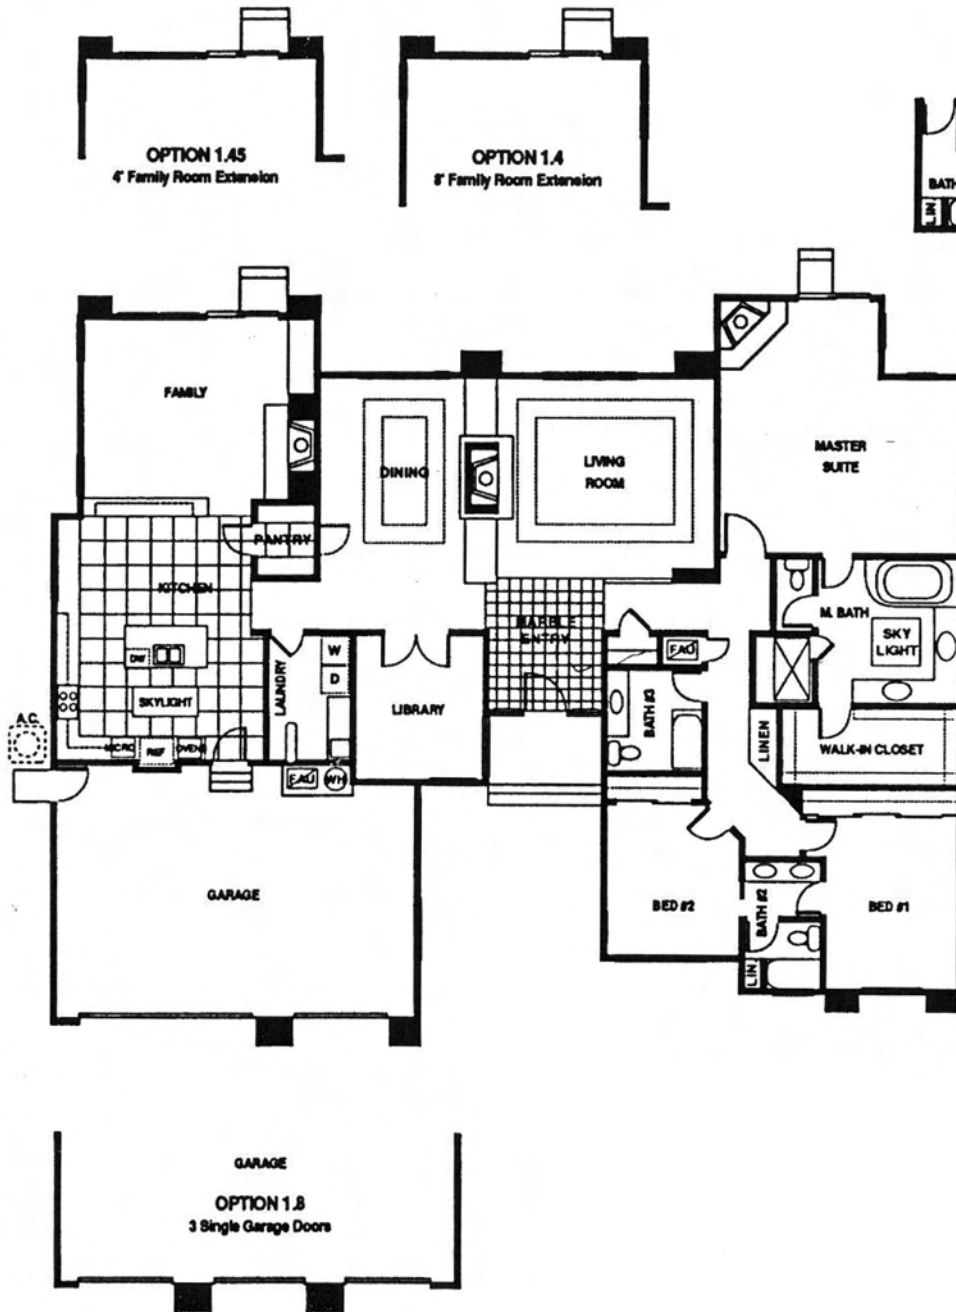 OPTION 1.45
4' Family Room Extension
OPTION 1.4
8' Family Room Extension
BATH
LIN
FAMILY
DINING
LIVING
ROOM
MASTER
SUITE
PANTRY
KITCHEN
MARBLE
ENTRY
M. BATH
SKY
LIGHT
DW
SKYLIGHT
LAUNDRY
W
D
LIBRARY
FAU
BATH #3
LINEN
WALK-IN CLOSET
A.C.
MICRO
REF
OVENS
FAU
WH
GARAGE
BED #2
BATH #2
BED #1
LIN
GARAGE
OPTION 1.8
3 Single Garage Doors